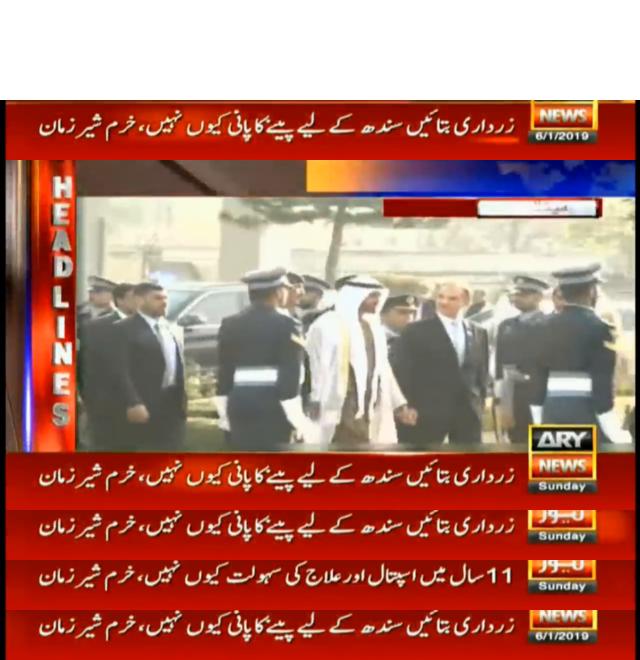 زرداری بتائیں سندھ کے لیے پینے کا پانی کیوں نہیں، خرم شیر زمان
NEWS
6/1/2019
HEADLINES
ARY
NEWS
Sunday
زرداری بتائیں سندھ کے لیے پینے کا پانی کیوں نہیں، خرم شیر زمان
نیوز
Sunday
زرداری بتائیں سندھ کے لیے پینے کا پانی کیوں نہیں، خرم شیر زمان
نیوز
Sunday
11 سال میں اسپتال اور علاج کی سہولت کیوں نہیں، خرم شیر زمان
NEWS
6/1/2019
زرداری بتائیں سندھ کے لیے پینے کا پانی کیوں نہیں، خرم شیر زمان